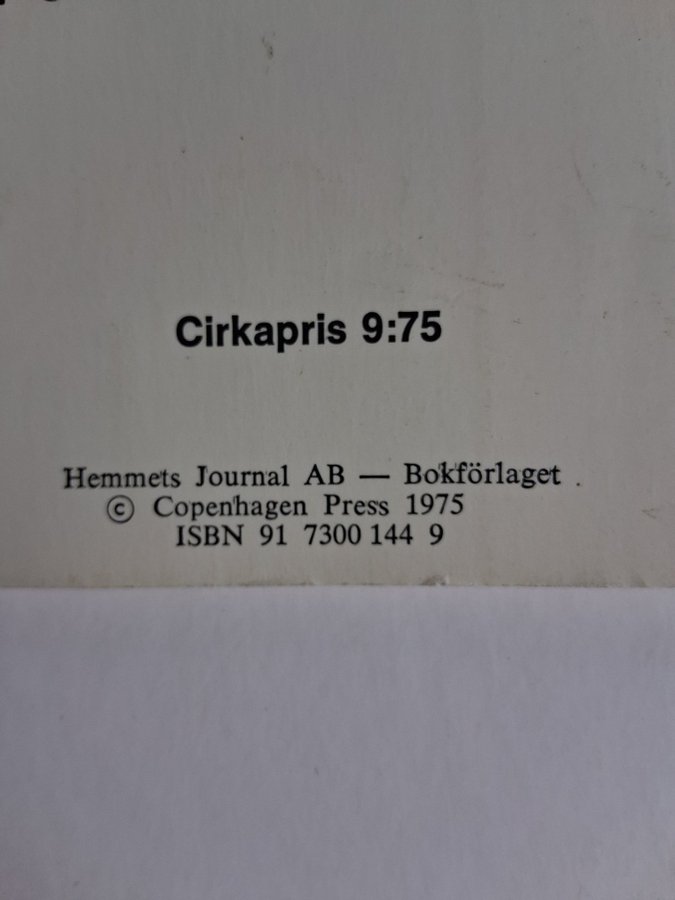 Cirkapris 9:75
Hemmets Journal AB — Bokförlaget .
© Copenhagen Press 1975
ISBN 91 7300 144 9